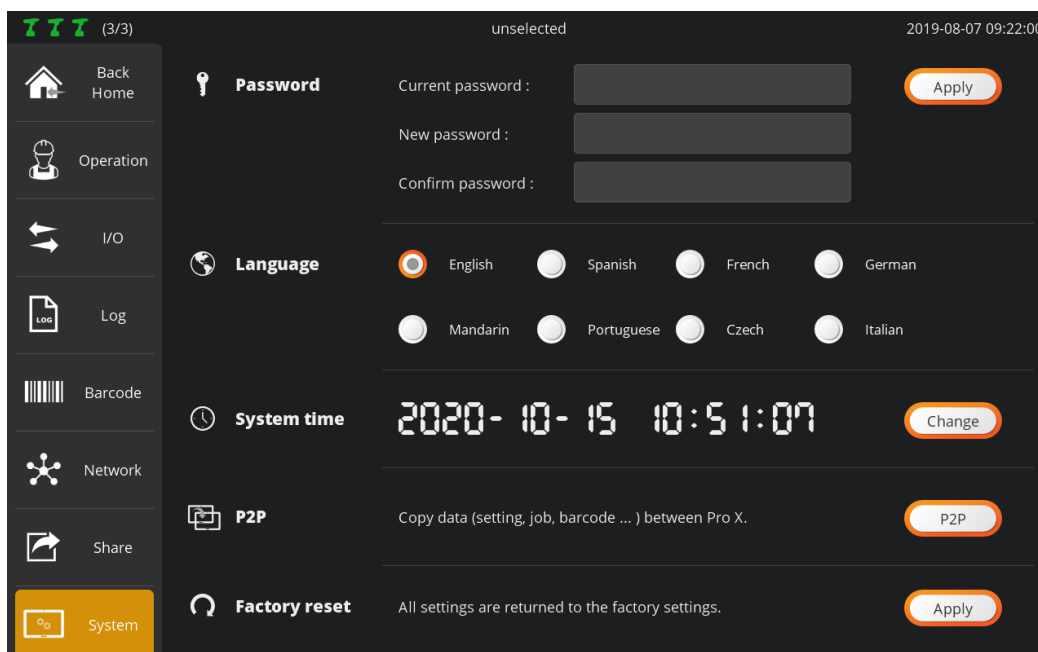 (3/3) unselected 2019-08-07 09:22:00
Back
Home
Operation
I/O
LOG
Log
Barcode
Network
Share
System
Password
Current password :
Apply
New password :
Confirm password :
Language
English Spanish French German
Mandarin Portuguese Czech Italian
System time
2020-10-15 10:51:07
Change
P2P
Copy data (setting, job, barcode ... ) between Pro X.
P2P
Factory reset
All settings are returned to the factory settings.
Apply